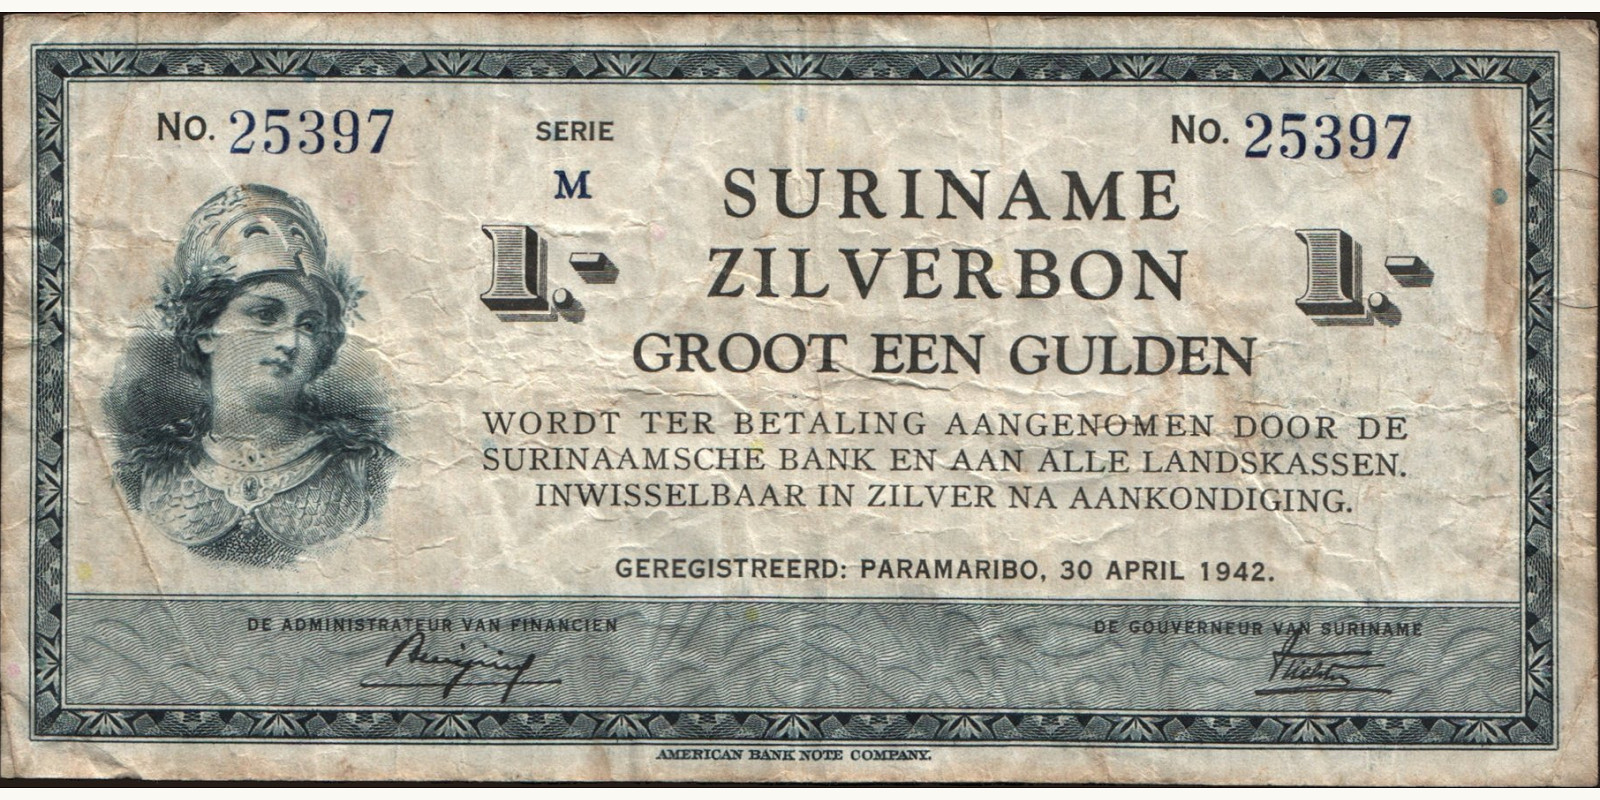 No. 25397
SERIE
M
No. 25397
SURINAME
1.- ZILVERBON 1.-
GROOT EEN GULDEN
WORDT TER BETALING AANGENOMEN DOOR DE
SURINAAMSCHE BANK EN AAN ALLE LANDSKASSEN.
INWISSELBAAR IN ZILVER NA AANKONDIGING.
GEREGISTREERD: PARAMARIBO, 30 APRIL 1942.
DE ADMINISTRATEUR VAN FINANCIEN
DE GOUVERNEUR VAN SURINAME
AMERICAN BANK NOTE COMPANY.